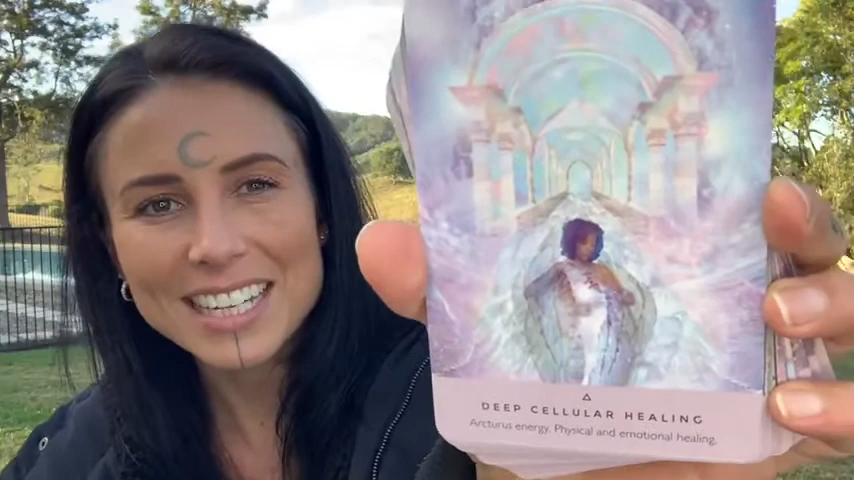 DEEP CELLULAR HEALING
Arcturus energy. Physical and emotional healing.